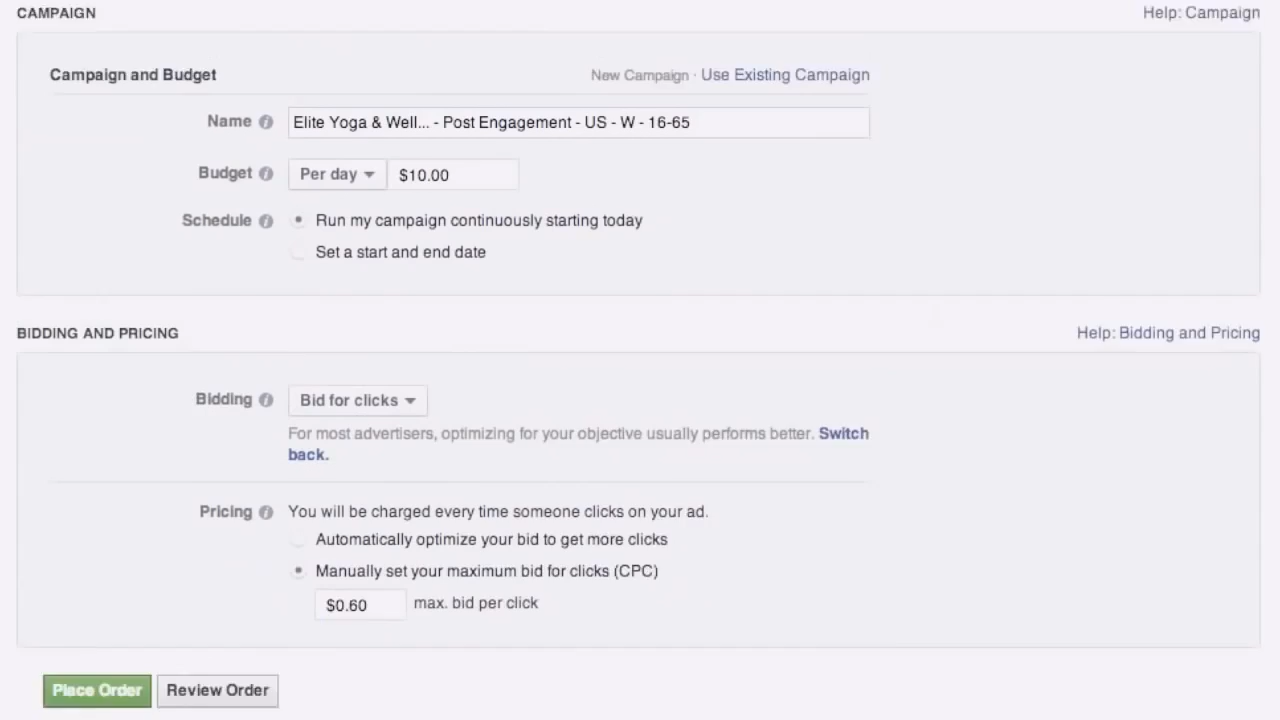 CAMPAIGN
Help: Campaign
Campaign and Budget
New Campaign · Use Existing Campaign
Name
Elite Yoga & Well... - Post Engagement - US - W - 16-65
Budget
Per day
$10.00
Schedule
Run my campaign continuously starting today
Set a start and end date
BIDDING AND PRICING
Help: Bidding and Pricing
Bidding
Bid for clicks
For most advertisers, optimizing for your objective usually performs better. Switch
back.
Pricing
You will be charged every time someone clicks on your ad.
Automatically optimize your bid to get more clicks
Manually set your maximum bid for clicks (CPC)
$0.60 max. bid per click
Place Order
Review Order